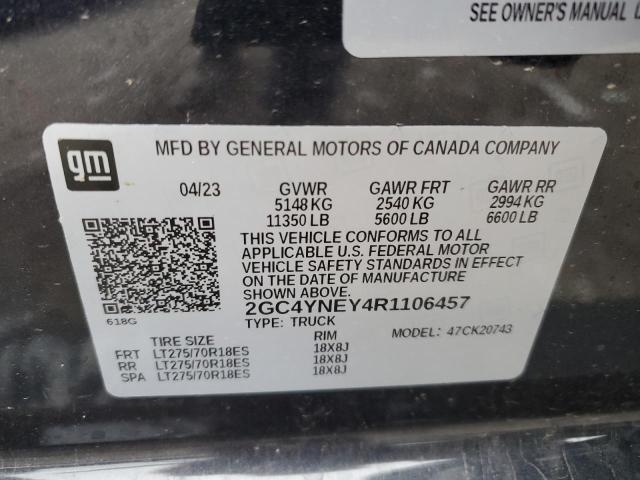 SEE OWNER'S MANUAL
gm
MFD BY GENERAL MOTORS OF CANADA COMPANY
04/23 GVWR GAWR FRT GAWR RR
5148 KG 2540 KG 2994 KG
11350 LB 5600 LB 6600 LB
THIS VEHICLE CONFORMS TO ALL
APPLICABLE U.S. FEDERAL MOTOR
VEHICLE SAFETY STANDARDS IN EFFECT
ON THE DATE OF MANUFACTURE
SHOWN ABOVE.
2GC4YNEY4R1106457
618G TYPE: TRUCK MODEL: 47CK20743
TIRE SIZE RIM
FRT LT275/70R18ES 18X8J
RR LT275/70R18ES 18X8J
SPA LT275/70R18ES 18X8J